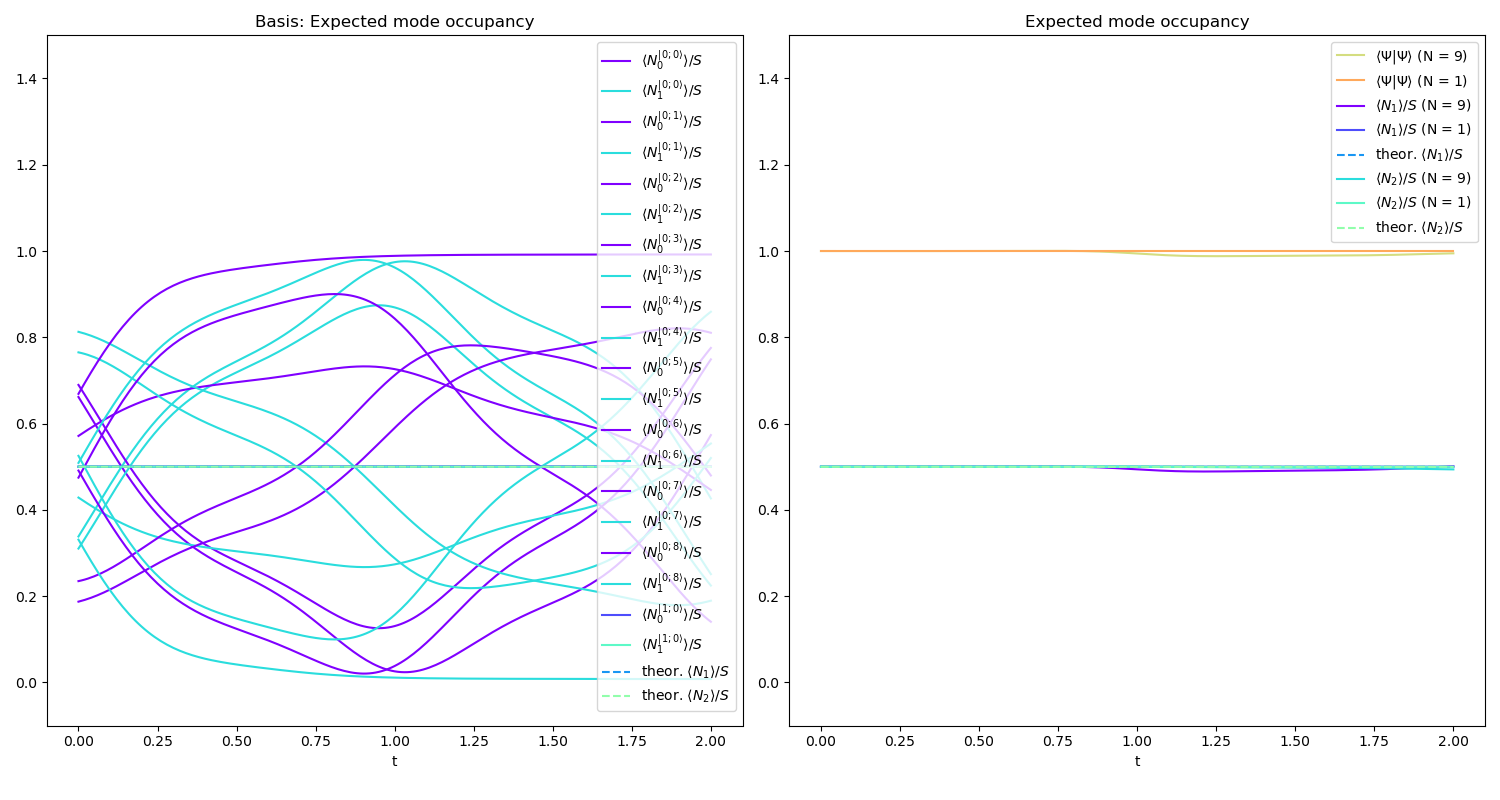 Basis: Expected mode occupancy
1.4
1.2
1.0
0.8
0.6
0.4
0.2
0.0
0.00 0.25 0.50 0.75 1.00 1.25 1.50 1.75 2.00
t
⟨N_0^{|0; 0⟩}⟩/S
⟨N_1^{|0; 0⟩}⟩/S
⟨N_0^{|0; 1⟩}⟩/S
⟨N_1^{|0; 1⟩}⟩/S
⟨N_0^{|0; 2⟩}⟩/S
⟨N_1^{|0; 2⟩}⟩/S
⟨N_0^{|0; 3⟩}⟩/S
⟨N_1^{|0; 3⟩}⟩/S
⟨N_0^{|0; 4⟩}⟩/S
⟨N_1^{|0; 4⟩}⟩/S
⟨N_0^{|0; 5⟩}⟩/S
⟨N_1^{|0; 5⟩}⟩/S
⟨N_0^{|0; 6⟩}⟩/S
⟨N_1^{|0; 6⟩}⟩/S
⟨N_0^{|0; 7⟩}⟩/S
⟨N_1^{|0; 7⟩}⟩/S
⟨N_0^{|0; 8⟩}⟩/S
⟨N_1^{|0; 8⟩}⟩/S
⟨N_0^{|1; 0⟩}⟩/S
⟨N_1^{|1; 0⟩}⟩/S
theor. ⟨N_1⟩/S
theor. ⟨N_2⟩/S
Expected mode occupancy
1.4
1.2
1.0
0.8
0.6
0.4
0.2
0.0
0.00 0.25 0.50 0.75 1.00 1.25 1.50 1.75 2.00
t
⟨Ψ|Ψ⟩ (N = 9)
⟨Ψ|Ψ⟩ (N = 1)
⟨N_1⟩/S (N = 9)
⟨N_1⟩/S (N = 1)
theor. ⟨N_1⟩/S
⟨N_2⟩/S (N = 9)
⟨N_2⟩/S (N = 1)
theor. ⟨N_2⟩/S